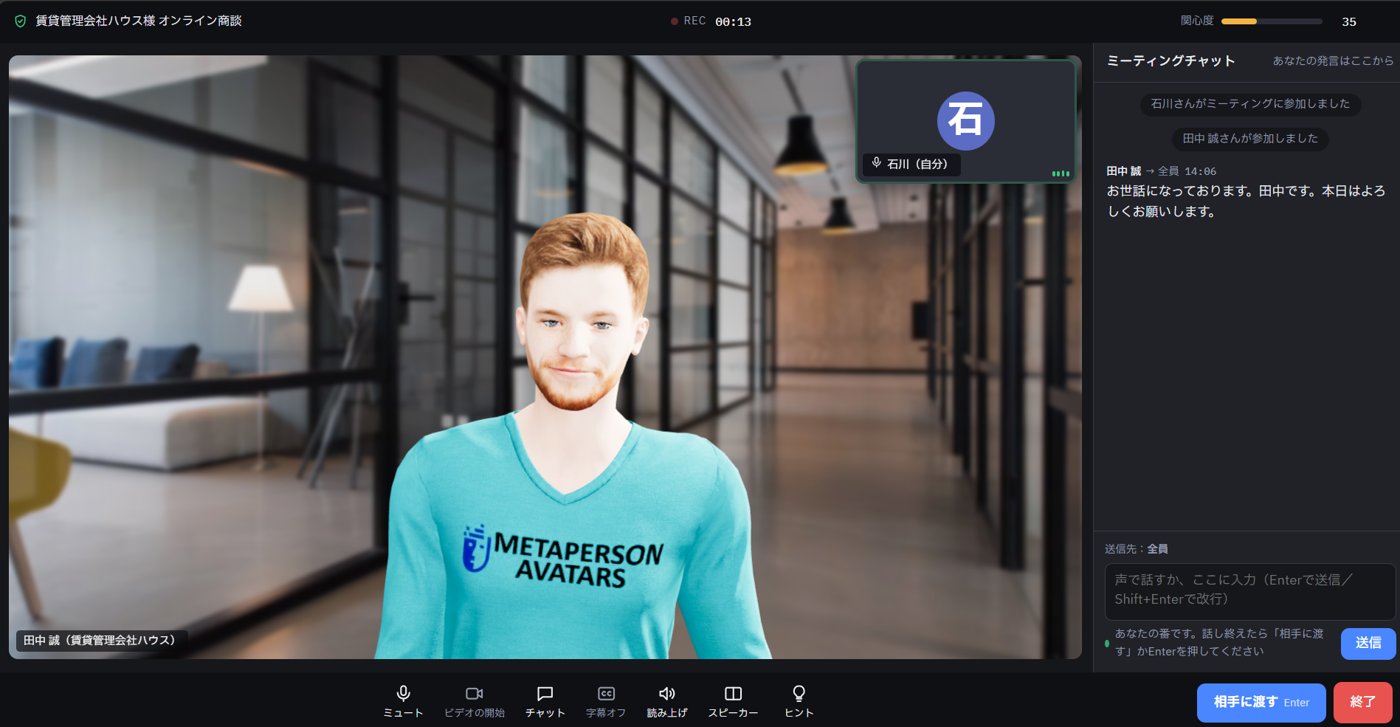 賃貸管理会社ハウス様 オンライン商談
REC 00:13
関心度 35
石
石川（自分）
METAPERSON
AVATARS
田中 誠（賃貸管理会社ハウス）
ミーティングチャット あなたの発言はここから
石川さんがミーティングに参加しました
田中 誠さんが参加しました
田中 誠 → 全員 14:06
お世話になっております。田中です。本日はよろ
しくお願いします。
送信先：全員
声で話すか、ここに入力（Enterで送信／
Shift+Enterで改行）
あなたの番です。話し終えたら「相手に渡
す」かEnterを押してください
送信
ミュート
ビデオの開始
チャット
CC
字幕オフ
読み上げ
スピーカー
ヒント
相手に渡す Enter
終了